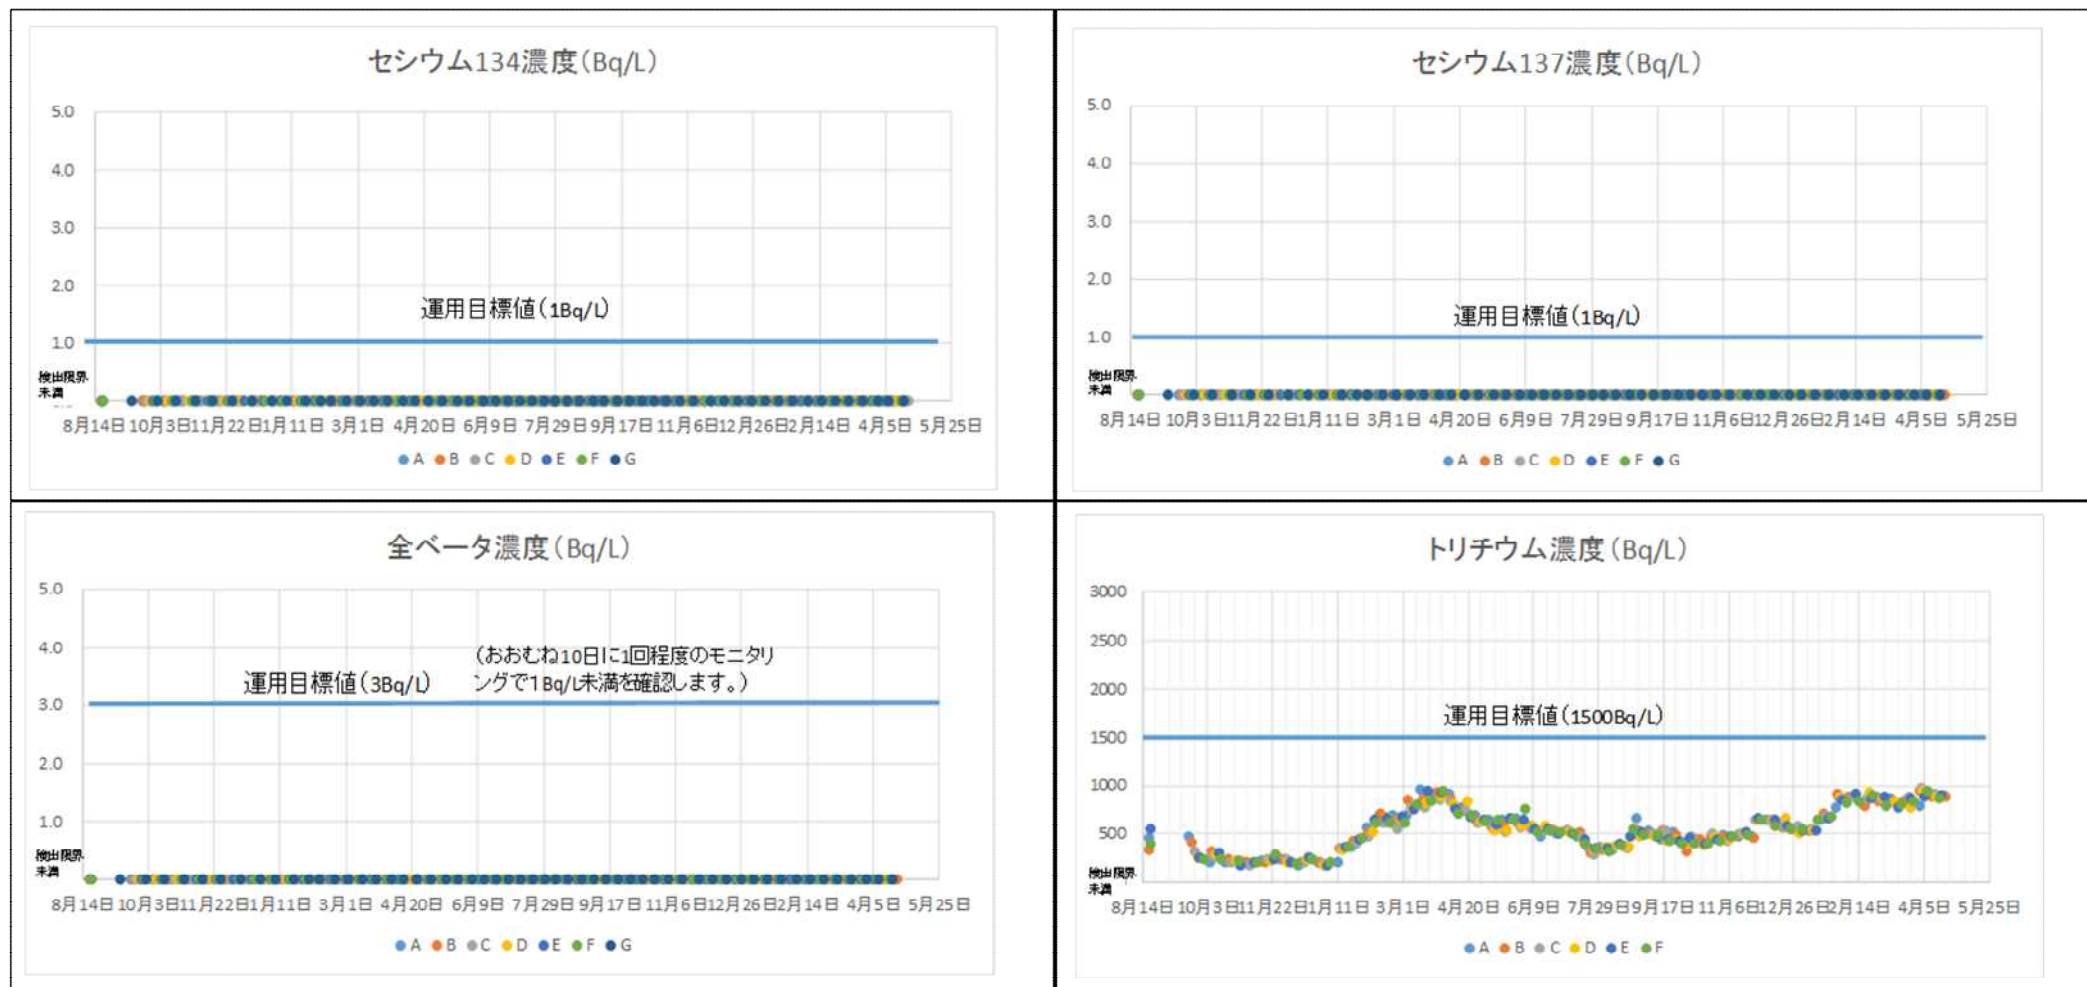 セシウム134濃度(Bq/L)
5.0
4.0
3.0
2.0
運用目標値(1Bq/L)
1.0
検出限界
未満
8月14日 10月3日 11月22日 1月11日 3月1日 4月20日 6月9日 7月29日 9月17日 11月6日 12月26日 2月14日 4月5日 5月25日
A B C D E F G
セシウム137濃度(Bq/L)
5.0
4.0
3.0
2.0
運用目標値(1Bq/L)
1.0
検出限界
未満
8月14日 10月3日 11月22日 1月11日 3月1日 4月20日 6月9日 7月29日 9月17日 11月6日 12月26日 2月14日 4月5日 5月25日
A B C D E F G
全ベータ濃度(Bq/L)
5.0
4.0
(おおむね10日に1回程度のモニタリ
運用目標値(3Bq/L) ングで1Bq/L未満を確認します。)
3.0
2.0
1.0
検出限界
未満
8月14日 10月3日 11月22日 1月11日 3月1日 4月20日 6月9日 7月29日 9月17日 11月6日 12月26日 2月14日 4月5日 5月25日
A B C D E F G
トリチウム濃度(Bq/L)
3000
2500
2000
運用目標値(1500Bq/L)
1500
1000
500
検出限界
未満
8月14日 10月3日 11月22日 1月11日 3月1日 4月20日 6月9日 7月29日 9月17日 11月6日 12月26日 2月14日 4月5日 5月25日
A B C D E F